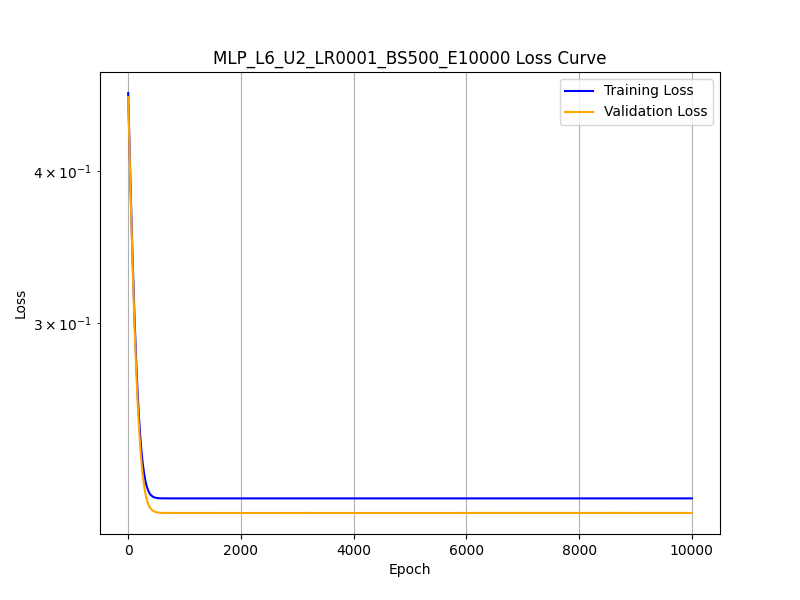 MLP_L6_U2_LR0001_BS500_E10000 Loss Curve
Training Loss
Validation Loss
4 × 10⁻¹
3 × 10⁻¹
Loss
0 2000 4000 6000 8000 10000
Epoch